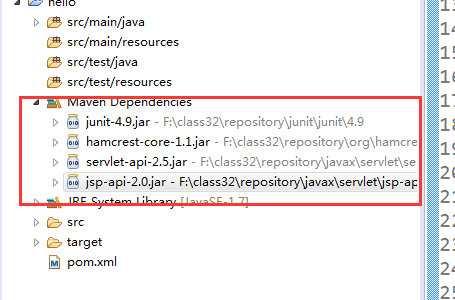 hello
src/main/java
src/main/resources
src/test/java
src/test/resources
Maven Dependencies
junit-4.9.jar - F:\class32\repository\junit\junit\4.9
hamcrest-core-1.1.jar - F:\class32\repository\org\hamcre
servlet-api-2.5.jar - F:\class32\repository\javax\servlet\se
jsp-api-2.0.jar - F:\class32\repository\javax\servlet\jsp-ap
JRE System Library [JavaSE-1.7]
src
target
pom.xml
13
14
15
16
17
18
19
20
21
22
23
24
25